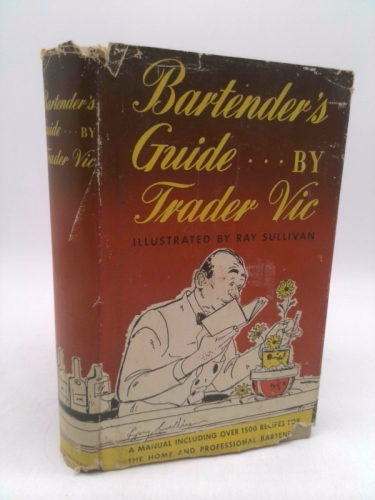 Bartender's
Guide ... BY
Trader Vic
Bartender's
Guide ... BY
Trader Vic
ILLUSTRATED BY RAY SULLIVAN
A MANUAL INCLUDING OVER 1500 RECIPES FOR
THE HOME AND PROFESSIONAL